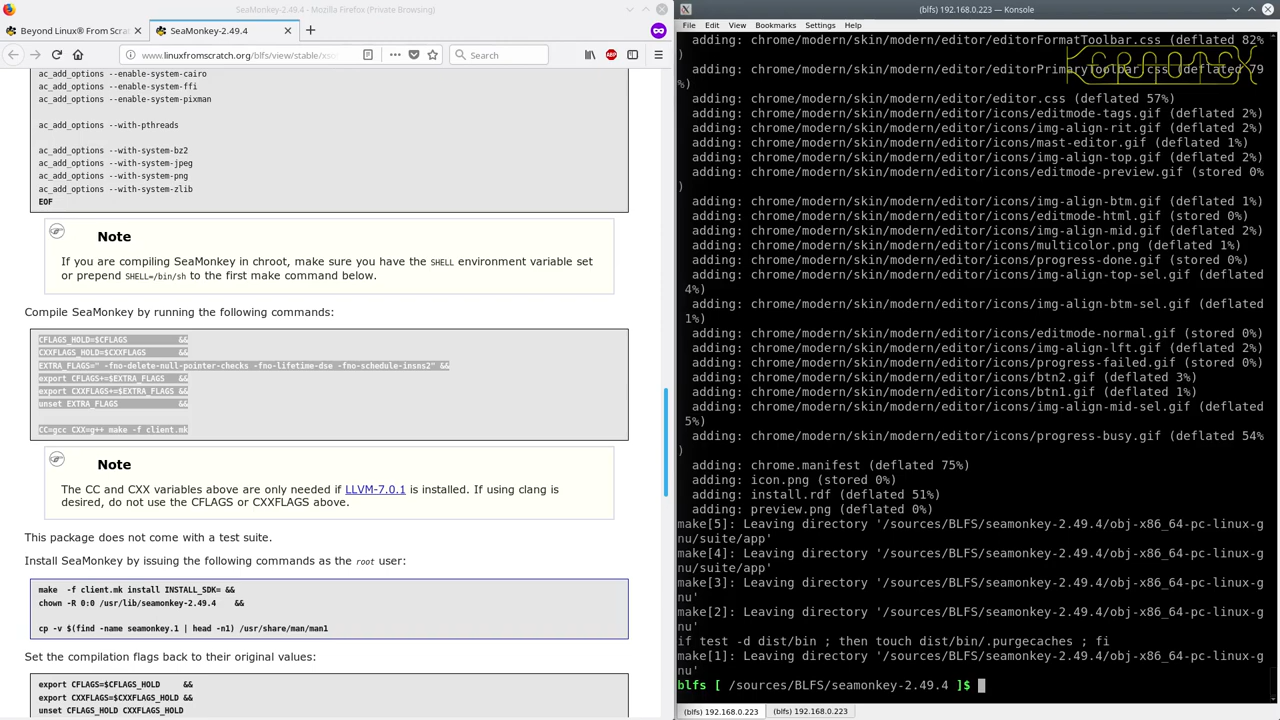 SeaMonkey-2.49.4 - Mozilla Firefox (Private Browsing)
Beyond Linux® From Scrat
SeaMonkey-2.49.4
www.linuxfromscratch.org/blfs/view/stable/xso
Search
ac_add_options --enable-system-cairo
ac_add_options --enable-system-ffi
ac_add_options --enable-system-pixman
ac_add_options --with-pthreads
ac_add_options --with-system-bz2
ac_add_options --with-system-jpeg
ac_add_options --with-system-png
ac_add_options --with-system-zlib
EOF
Note
If you are compiling SeaMonkey in chroot, make sure you have the SHELL environment variable set
or prepend SHELL=/bin/sh to the first make command below.
Compile SeaMonkey by running the following commands:
CFLAGS_HOLD=$CFLAGS &&
CXXFLAGS_HOLD=$CXXFLAGS &&
EXTRA_FLAGS=" -fno-delete-null-pointer-checks -fno-lifetime-dse -fno-schedule-insns2" &&
export CFLAGS+=$EXTRA_FLAGS &&
export CXXFLAGS+=$EXTRA_FLAGS &&
unset EXTRA_FLAGS &&
CC=gcc CXX=g++ make -f client.mk
Note
The CC and CXX variables above are only needed if LLVM-7.0.1 is installed. If using clang is
desired, do not use the CFLAGS or CXXFLAGS above.
This package does not come with a test suite.
Install SeaMonkey by issuing the following commands as the root user:
make -f client.mk install INSTALL_SDK= &&
chown -R 0:0 /usr/lib/seamonkey-2.49.4 &&
cp -v $(find -name seamonkey.1 | head -n1) /usr/share/man/man1
Set the compilation flags back to their original values:
export CFLAGS=$CFLAGS_HOLD &&
export CXXFLAGS=$CXXFLAGS_HOLD &&
unset CFLAGS_HOLD CXXFLAGS_HOLD
(blfs) 192.168.0.223 — Konsole
File Edit View Bookmarks Settings Help
adding: chrome/modern/skin/modern/editor/editorFormatToolbar.css (deflated 82%
)
adding: chrome/modern/skin/modern/editor/editorPrimaryToolbar.css (deflated 79
%)
adding: chrome/modern/skin/modern/editor/editor.css (deflated 57%)
adding: chrome/modern/skin/modern/editor/icons/editmode-tags.gif (deflated 2%)
adding: chrome/modern/skin/modern/editor/icons/img-align-rit.gif (deflated 2%)
adding: chrome/modern/skin/modern/editor/icons/mast-editor.gif (deflated 1%)
adding: chrome/modern/skin/modern/editor/icons/img-align-top.gif (deflated 2%)
adding: chrome/modern/skin/modern/editor/icons/editmode-preview.gif (stored 0%
)
adding: chrome/modern/skin/modern/editor/icons/img-align-btm.gif (deflated 1%)
adding: chrome/modern/skin/modern/editor/icons/editmode-html.gif (stored 0%)
adding: chrome/modern/skin/modern/editor/icons/img-align-mid.gif (deflated 2%)
adding: chrome/modern/skin/modern/editor/icons/multicolor.png (deflated 1%)
adding: chrome/modern/skin/modern/editor/icons/progress-done.gif (stored 0%)
adding: chrome/modern/skin/modern/editor/icons/img-align-top-sel.gif (deflated
4%)
adding: chrome/modern/skin/modern/editor/icons/img-align-btm-sel.gif (deflated
1%)
adding: chrome/modern/skin/modern/editor/icons/editmode-normal.gif (stored 0%)
adding: chrome/modern/skin/modern/editor/icons/img-align-lft.gif (deflated 2%)
adding: chrome/modern/skin/modern/editor/icons/progress-failed.gif (stored 0%)
adding: chrome/modern/skin/modern/editor/icons/btn2.gif (deflated 3%)
adding: chrome/modern/skin/modern/editor/icons/btn1.gif (deflated 1%)
adding: chrome/modern/skin/modern/editor/icons/img-align-mid-sel.gif (deflated
5%)
adding: chrome/modern/skin/modern/editor/icons/progress-busy.gif (deflated 54%
)
adding: chrome.manifest (deflated 75%)
adding: icon.png (stored 0%)
adding: install.rdf (deflated 51%)
adding: preview.png (deflated 0%)
make[5]: Leaving directory '/sources/BLFS/seamonkey-2.49.4/obj-x86_64-pc-linux-g
nu/suite/app'
make[4]: Leaving directory '/sources/BLFS/seamonkey-2.49.4/obj-x86_64-pc-linux-g
nu/suite/app'
make[3]: Leaving directory '/sources/BLFS/seamonkey-2.49.4/obj-x86_64-pc-linux-g
nu'
make[2]: Leaving directory '/sources/BLFS/seamonkey-2.49.4/obj-x86_64-pc-linux-g
nu'
if test -d dist/bin ; then touch dist/bin/.purgecaches ; fi
make[1]: Leaving directory '/sources/BLFS/seamonkey-2.49.4/obj-x86_64-pc-linux-g
nu'
blfs [ /sources/BLFS/seamonkey-2.49.4 ]$
(blfs) 192.168.0.223 (blfs) 192.168.0.223